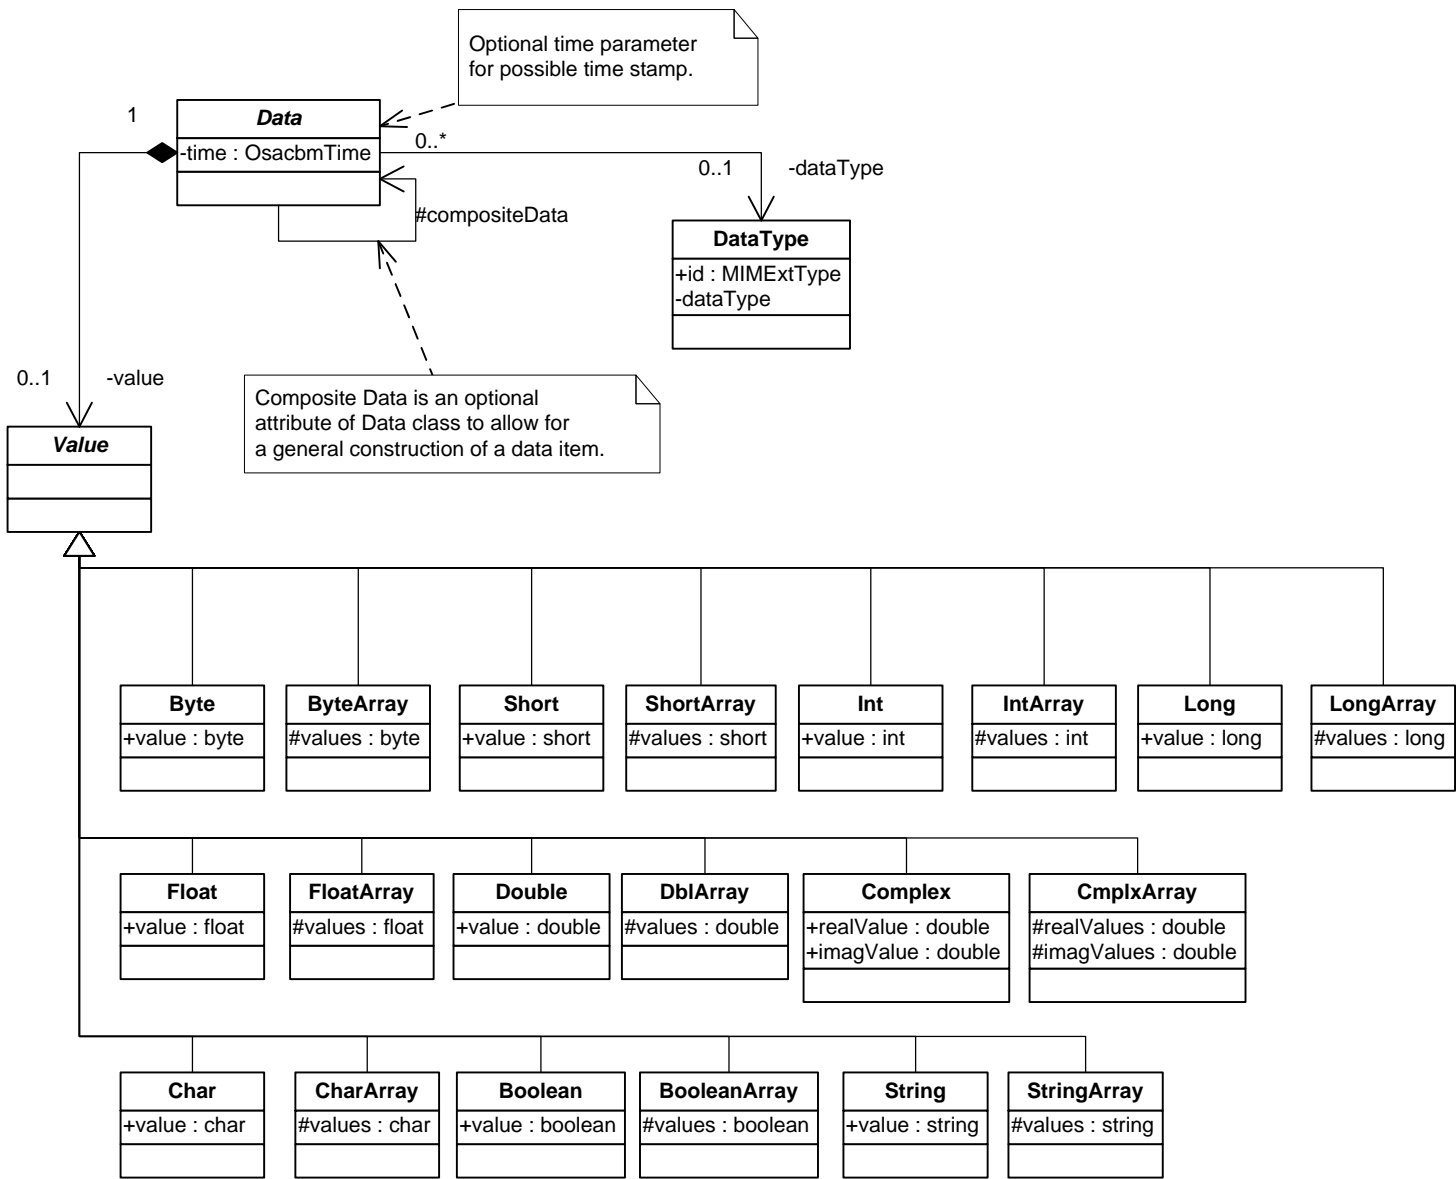 Optional time parameter
for possible time stamp.
1
Data
-time : OsacbmTime
0..*
0..1
-dataType
#compositeData
DataType
+id : MIMExtType
-dataType
0..1
-value
Composite Data is an optional
attribute of Data class to allow for
a general construction of a data item.
Value
Byte
+value : byte
ByteArray
#values : byte
Short
+value : short
ShortArray
#values : short
Int
+value : int
IntArray
#values : int
Long
+value : long
LongArray
#values : long
Float
+value : float
FloatArray
#values : float
Double
+value : double
DblArray
#values : double
Complex
+realValue : double
+imagValue : double
CmplxArray
#realValues : double
#imagValues : double
Char
+value : char
CharArray
#values : char
Boolean
+value : boolean
BooleanArray
#values : boolean
String
+value : string
StringArray
#values : string